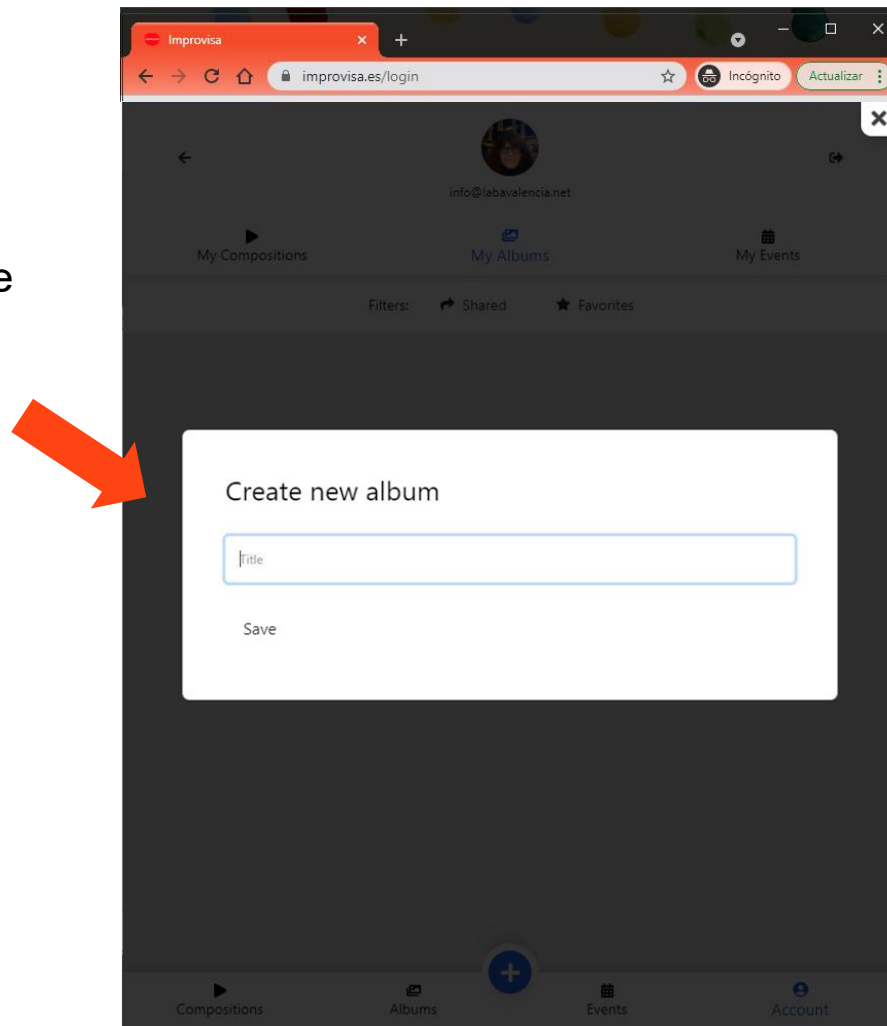 Improvisa
improvisa.es/login
Incógnito
Actualizar
info@labavalencia.net
My Compositions
My Albums
My Events
Filters:
Shared
Favorites
e
Create new album
Title
Save
Compositions
Albums
Events
Account